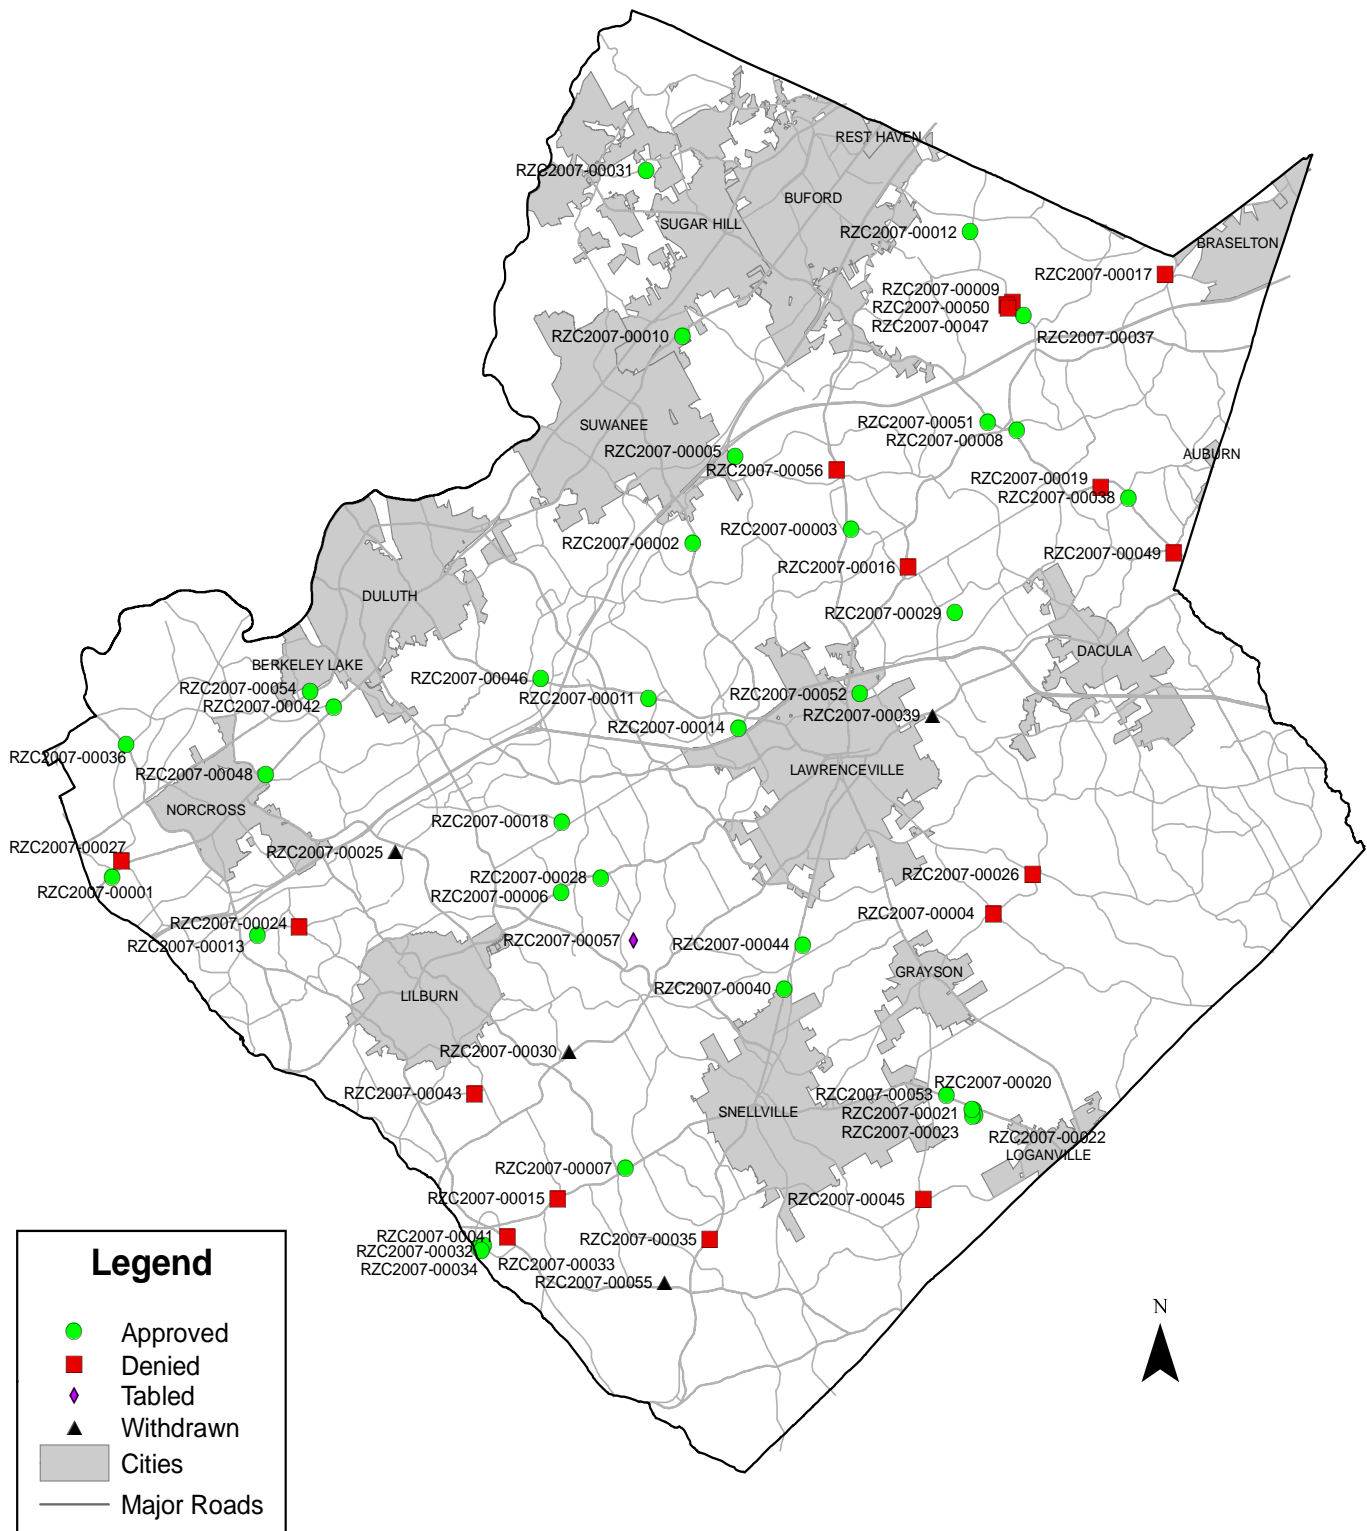 REST HAVEN
RZC2007-00031
BUFORD
SUGAR HILL
RZC2007-00012
BRASELTON
RZC2007-00017
RZC2007-00009
RZC2007-00050
RZC2007-00047
RZC2007-00037
RZC2007-00010
SUWANEE
RZC2007-00051
RZC2007-00008
RZC2007-00005
AUBURN
RZC2007-00056
RZC2007-00019
RZC2007-00038
RZC2007-00003
RZC2007-00002
RZC2007-00049
RZC2007-00016
DULUTH
RZC2007-00029
DACULA
BERKELEY LAKE
RZC2007-00046
RZC2007-00054
RZC2007-00052
RZC2007-00011
RZC2007-00042
RZC2007-00039
RZC2007-00014
RZC2007-00036
LAWRENCEVILLE
RZC2007-00048
NORCROSS
RZC2007-00018
RZC2007-00027
RZC2007-00025
RZC2007-00026
RZC2007-00028
RZC2007-00001
RZC2007-00006
RZC2007-00004
RZC2007-00024
RZC2007-00057
RZC2007-00044
RZC2007-00013
GRAYSON
RZC2007-00040
LILBURN
RZC2007-00030
RZC2007-00020
RZC2007-00043
RZC2007-00053
SNELLVILLE
RZC2007-00021
RZC2007-00023
RZC2007-00022
LOGANVILLE
RZC2007-00007
RZC2007-00015
RZC2007-00045
RZC2007-00041
RZC2007-00035
RZC2007-00032
RZC2007-00033
RZC2007-00034
RZC2007-00055
Legend
Approved
Denied
Tabled
Withdrawn
Cities
Major Roads
N